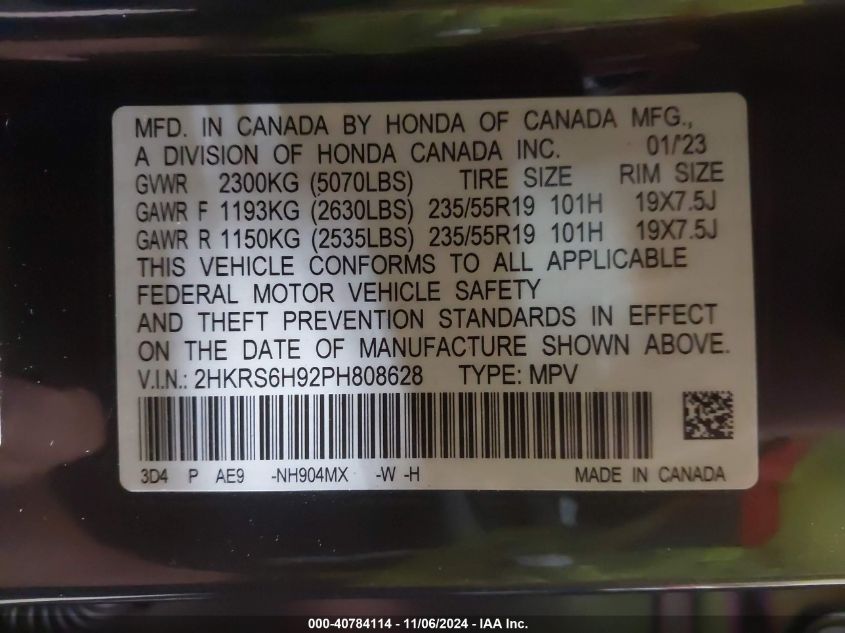 MFD. IN CANADA BY HONDA OF CANADA MFG.,
A DIVISION OF HONDA CANADA INC. 01/'23
GVWR 2300KG (5070LBS) TIRE SIZE RIM SIZE
GAWR F 1193KG (2630LBS) 235/55R19 101H 19X7.5J
GAWR R 1150KG (2535LBS) 235/55R19 101H 19X7.5J
THIS VEHICLE CONFORMS TO ALL APPLICABLE
FEDERAL MOTOR VEHICLE SAFETY
AND THEFT PREVENTION STANDARDS IN EFFECT
ON THE DATE OF MANUFACTURE SHOWN ABOVE.
V.I.N.: 2HKRS6H92PH808628 TYPE: MPV
3D4 P AE9 -NH904MX -W -H MADE IN CANADA
000-40784114 - 11/06/2024 - IAA Inc.